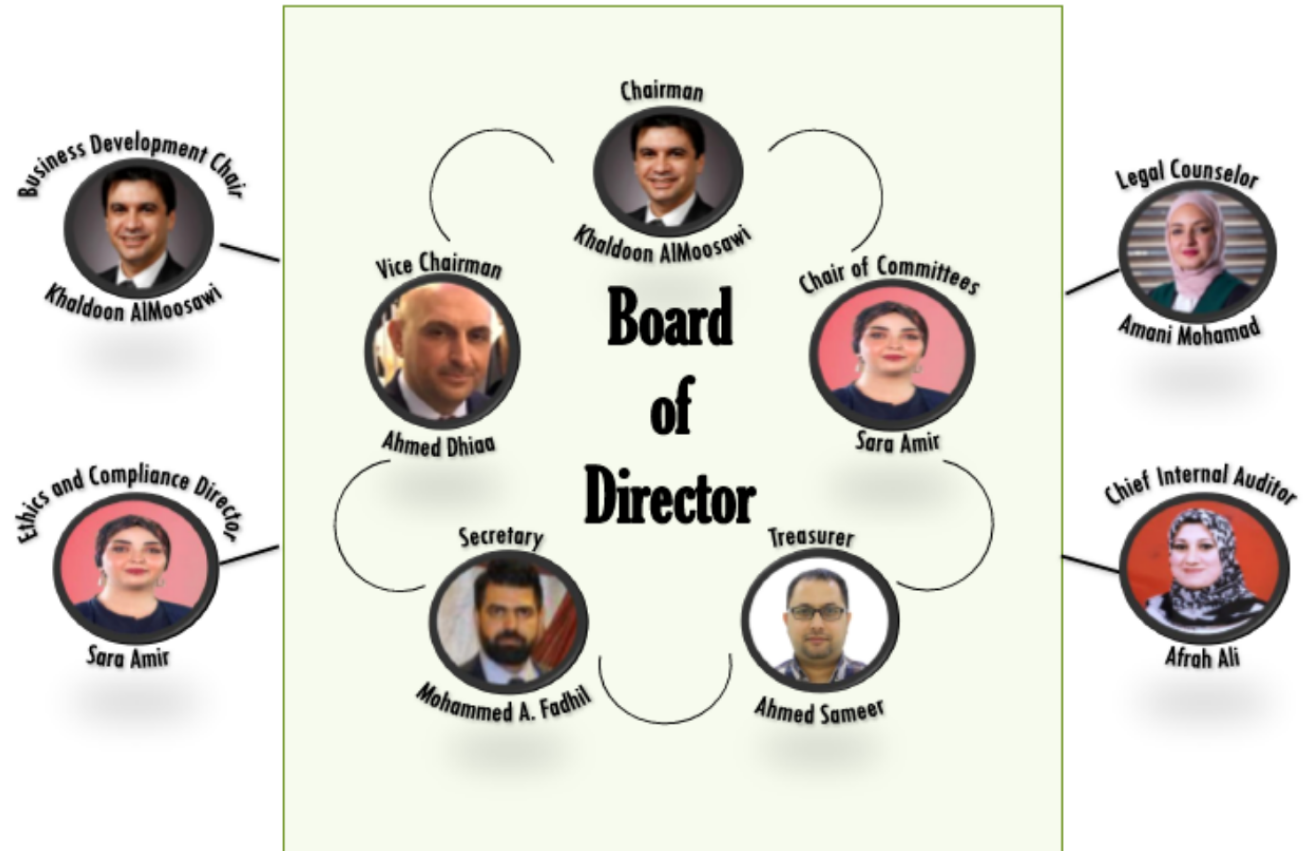 Chairman
Khaldoon AlMoosawi
Business Development Chair
Khaldoon AlMoosawi
Legal Counselor
Amani Mohamad
Vice Chairman
Ahmed Dhiaa
Board
of
Director
Chair of Committees
Sara Amir
Ethics and Compliance Director
Sara Amir
Secretary
Mohammed A. Fadhil
Treasurer
Ahmed Sameer
Chief Internal Auditor
Afrah Ali